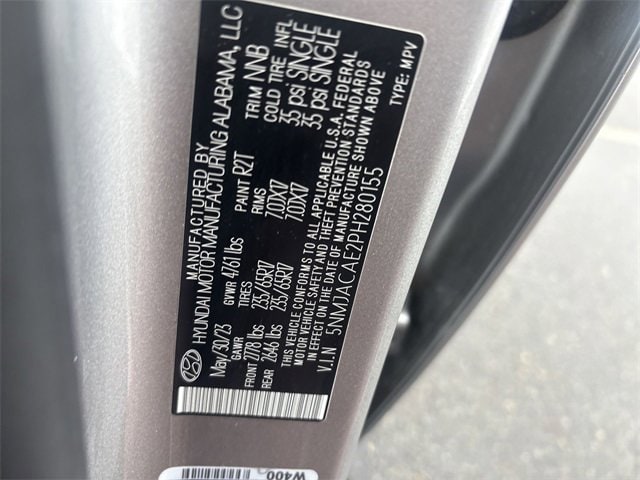 MANUFACTURED BY
HYUNDAI MOTOR MANUFACTURING ALABAMA, LLC
May/30/23 GVWR 4761lbs PAINT R2T TRIM NNB
GAWR TIRES RIMS COLD TIRE INFL
FRONT 2778 lbs 235/65R17 7.0JX17 35 psi SINGLE
REAR 2646 lbs 235/65R17 7.0JX17 35 psi SINGLE
THIS VEHICLE CONFORMS TO ALL APPLICABLE U.S.A. FEDERAL
MOTOR VEHICLE SAFETY AND THEFT PREVENTION STANDARDS
IN EFFECT ON THE DATE OF MANUFACTURE SHOWN ABOVE
V.I.N 5NMJACAE2PH280155 TYPE: MPV
W400